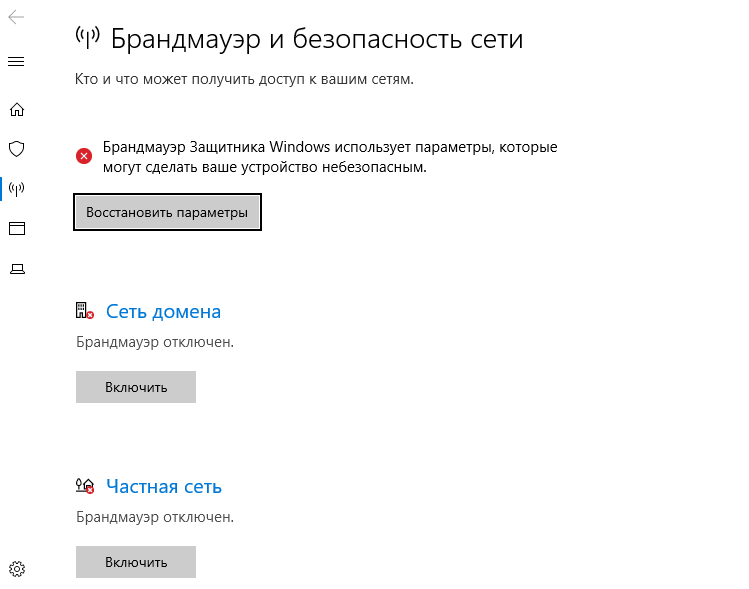 Брандмауэр и безопасность сети
Кто и что может получить доступ к вашим сетям.
Брандмауэр Защитника Windows использует параметры, которые
могут сделать ваше устройство небезопасным.
Восстановить параметры
Сеть домена
Брандмауэр отключен.
Включить
Частная сеть
Брандмауэр отключен.
Включить